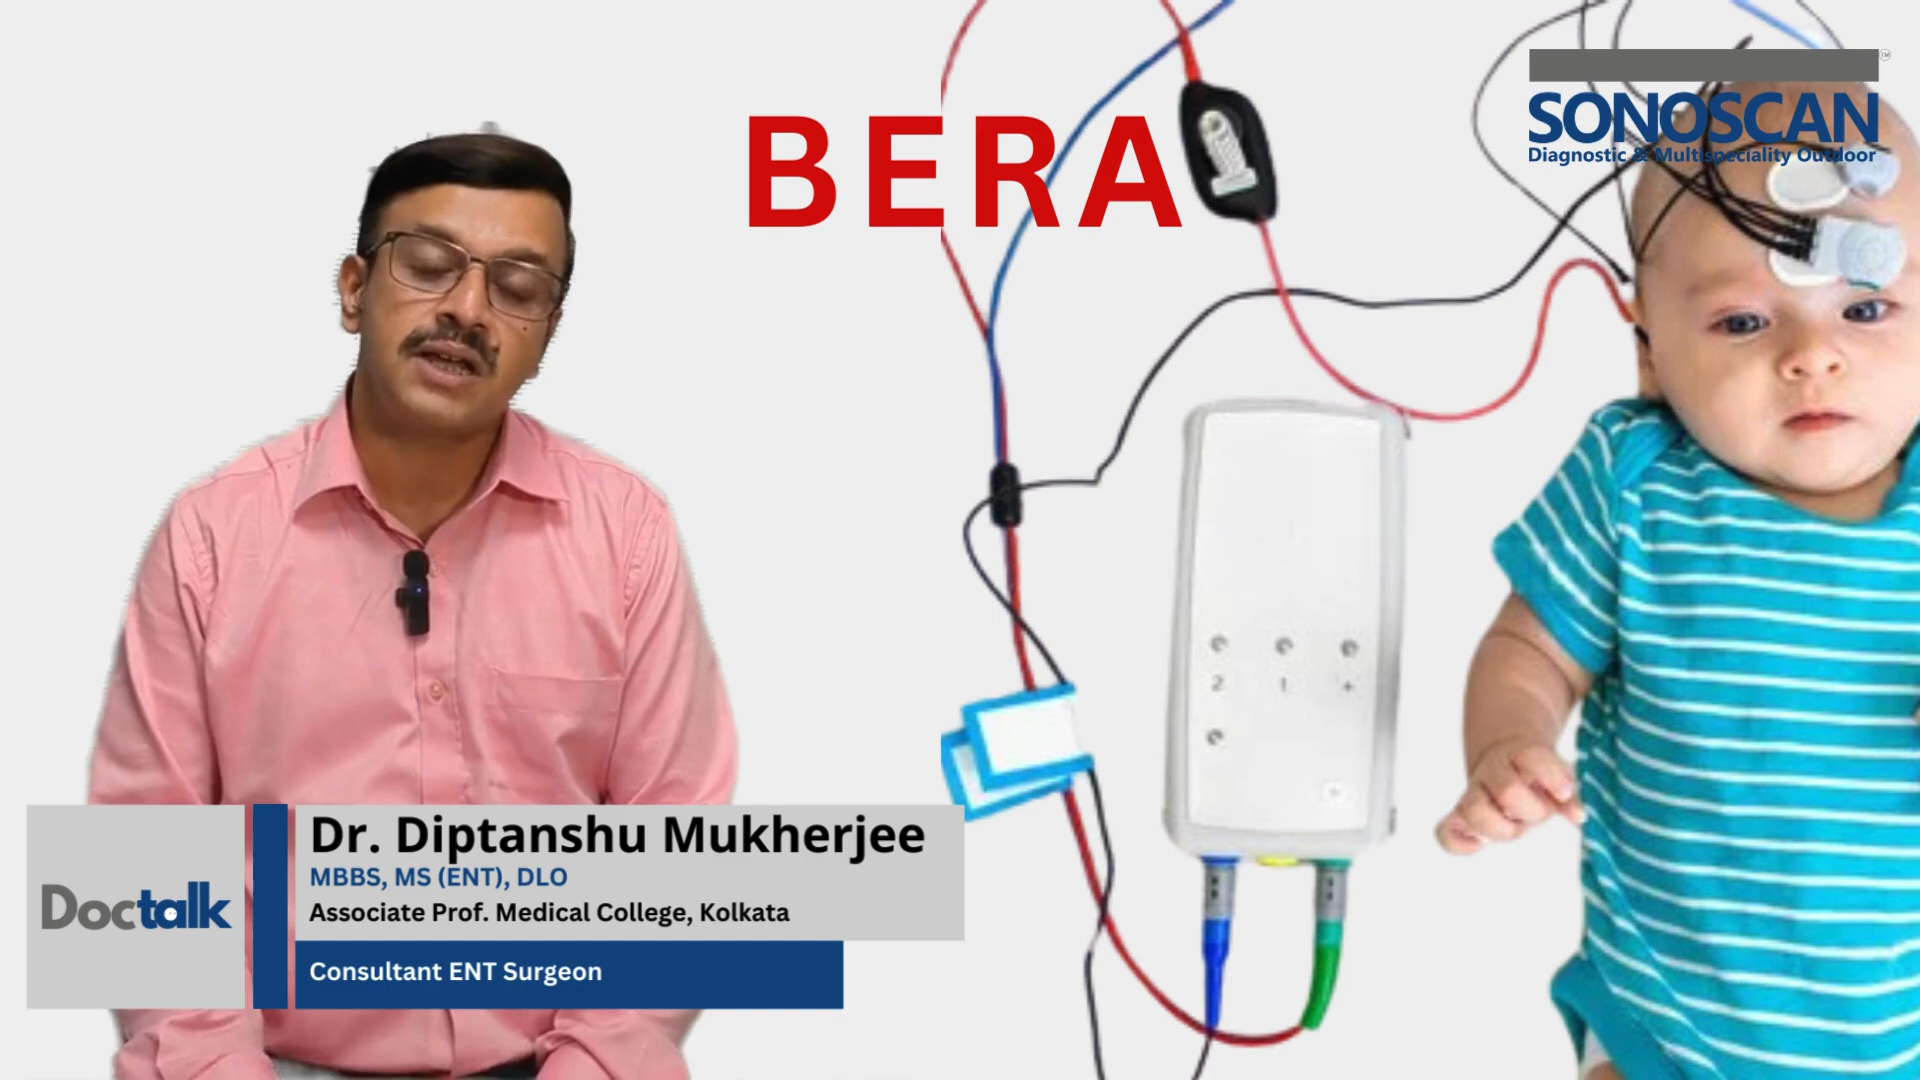 BERA
SONOSCAN
TM
Diagnostic & Multispeciality Outdoor
2 1 +
Dr. Diptanshu Mukherjee
MBBS, MS (ENT), DLO
Associate Prof. Medical College, Kolkata
Doctalk
Consultant ENT Surgeon